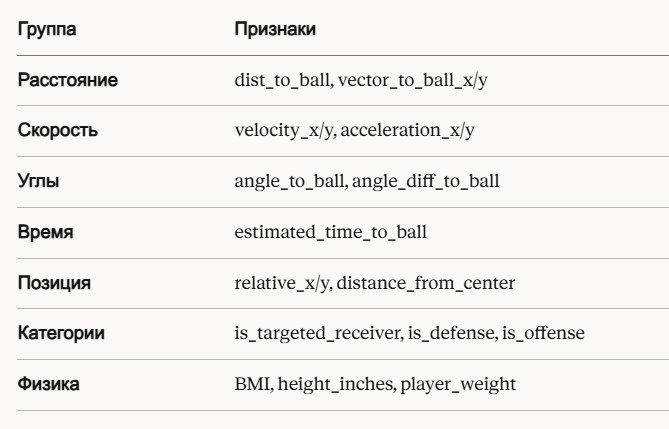 Группа Признаки
Расстояние dist_to_ball, vector_to_ball_x/y
Скорость velocity_x/y, acceleration_x/y
Углы angle_to_ball, angle_diff_to_ball
Время estimated_time_to_ball
Позиция relative_x/y, distance_from_center
Категории is_targeted_receiver, is_defense, is_offense
Физика BMI, height_inches, player_weight